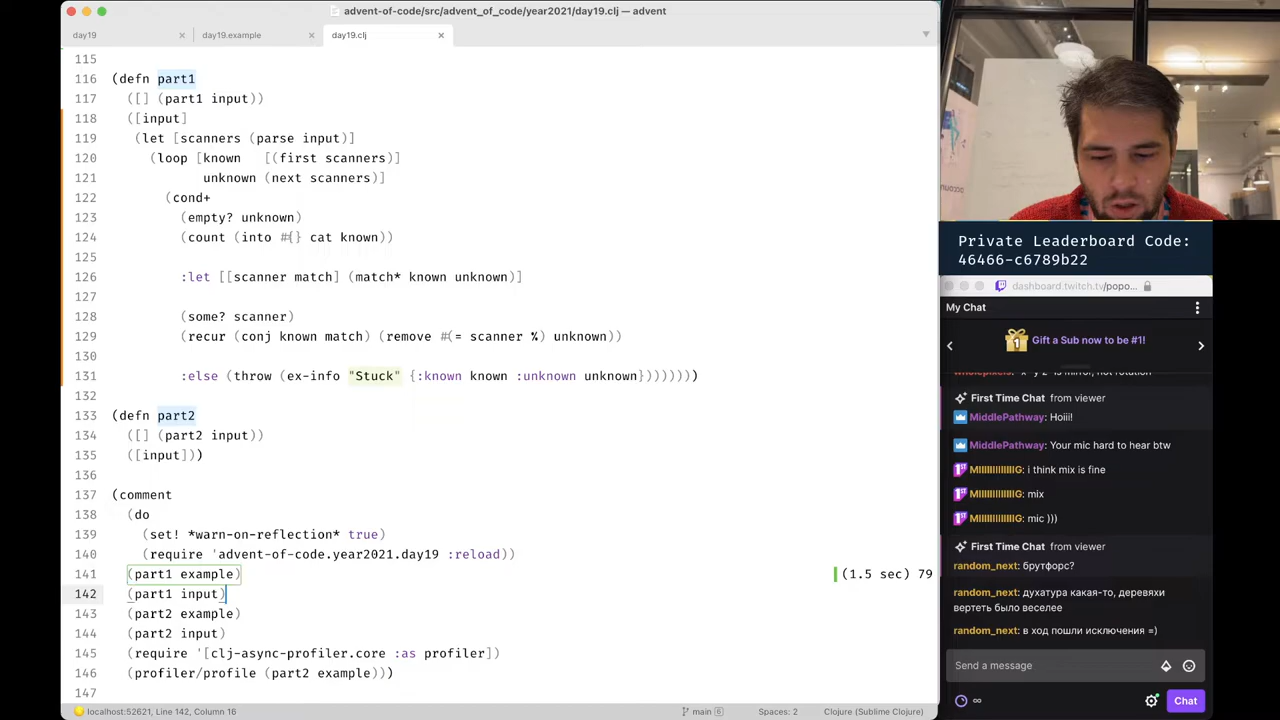 advent-of-code/src/advent_of_code/year2021/day19.clj — advent
day19
day19.example
day19.clj
115
116 (defn part1
117 ([] (part1 input))
118 ([input]
119 (let [scanners (parse input)]
120 (loop [known [(first scanners)]
121 unknown (next scanners)]
122 (cond+
123 (empty? unknown)
124 (count (into #{} cat known))
125
126 :let [[scanner match] (match* known unknown)]
127
128 (some? scanner)
129 (recur (conj known match) (remove #(= scanner %) unknown))
130
131 :else (throw (ex-info "Stuck" {:known known :unknown unknown})))))))
132
133 (defn part2
134 ([] (part2 input))
135 ([input]))
136
137 (comment
138 (do
139 (set! *warn-on-reflection* true)
140 (require 'advent-of-code.year2021.day19 :reload))
141 (part1 example) (1.5 sec) 79
142 (part1 input)
143 (part2 example)
144 (part2 input)
145 (require '[clj-async-profiler.core :as profiler])
146 (profiler/profile (part2 example)))
147
localhost:52621, Line 142, Column 16
main 6
Spaces: 2
Clojure (Sublime Clojure)
Private Leaderboard Code:
46466-c6789b22
dashboard.twitch.tv/popo...
My Chat
1
Gift a Sub now to be #1!
First Time Chat from viewer
MiddlePathway: Hoiii!
MiddlePathway: Your mic hard to hear btw
i think mix is fine
mix
mic )))
First Time Chat from viewer
random_next: брутфорс?
random_next: духатура какая-то, деревяхи
вертеть было веселее
random_next: в ход пошли исключения =)
Send a message
∞
Chat